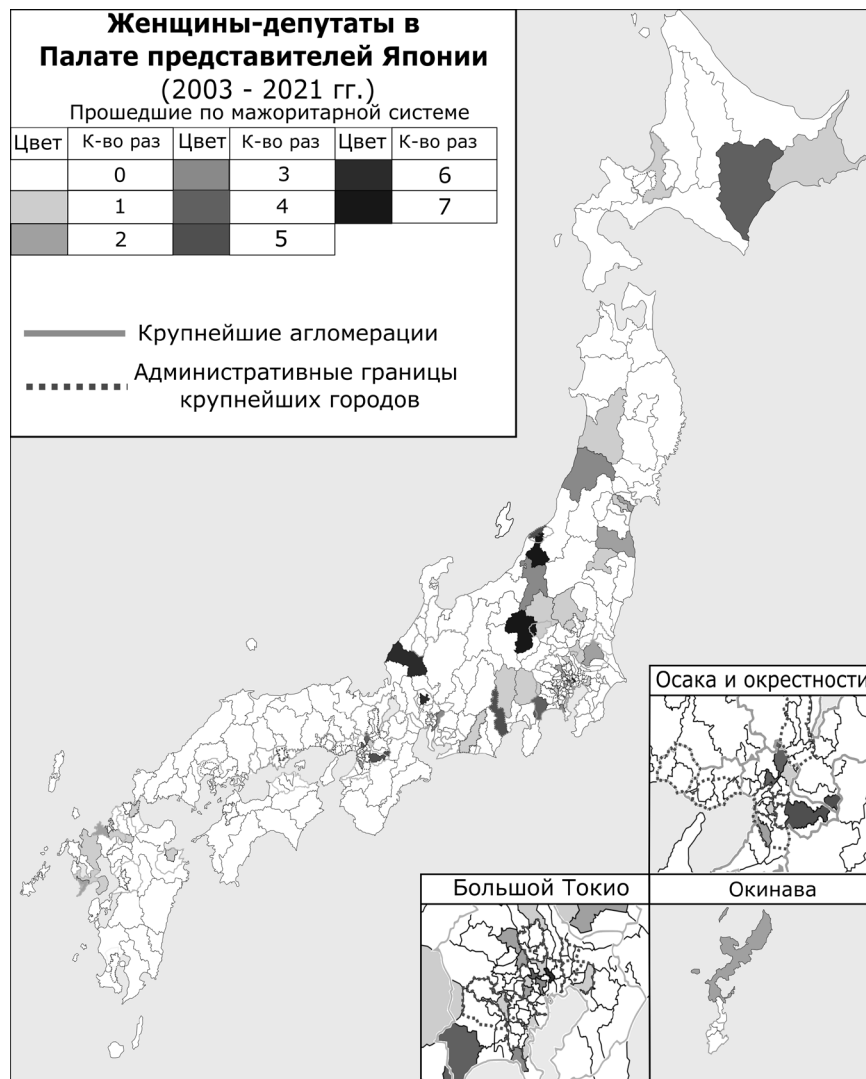 Женщины-депутаты в
Палате представителей Японии
(2003 - 2021 гг.)
Прошедшие по мажоритарной системе
Цвет К-во раз Цвет К-во раз Цвет К-во раз
0 3 6
1 4 7
2 5
Крупнейшие агломерации
Административные границы
крупнейших городов
Осака и окрестности
Большой Токио
Окинава